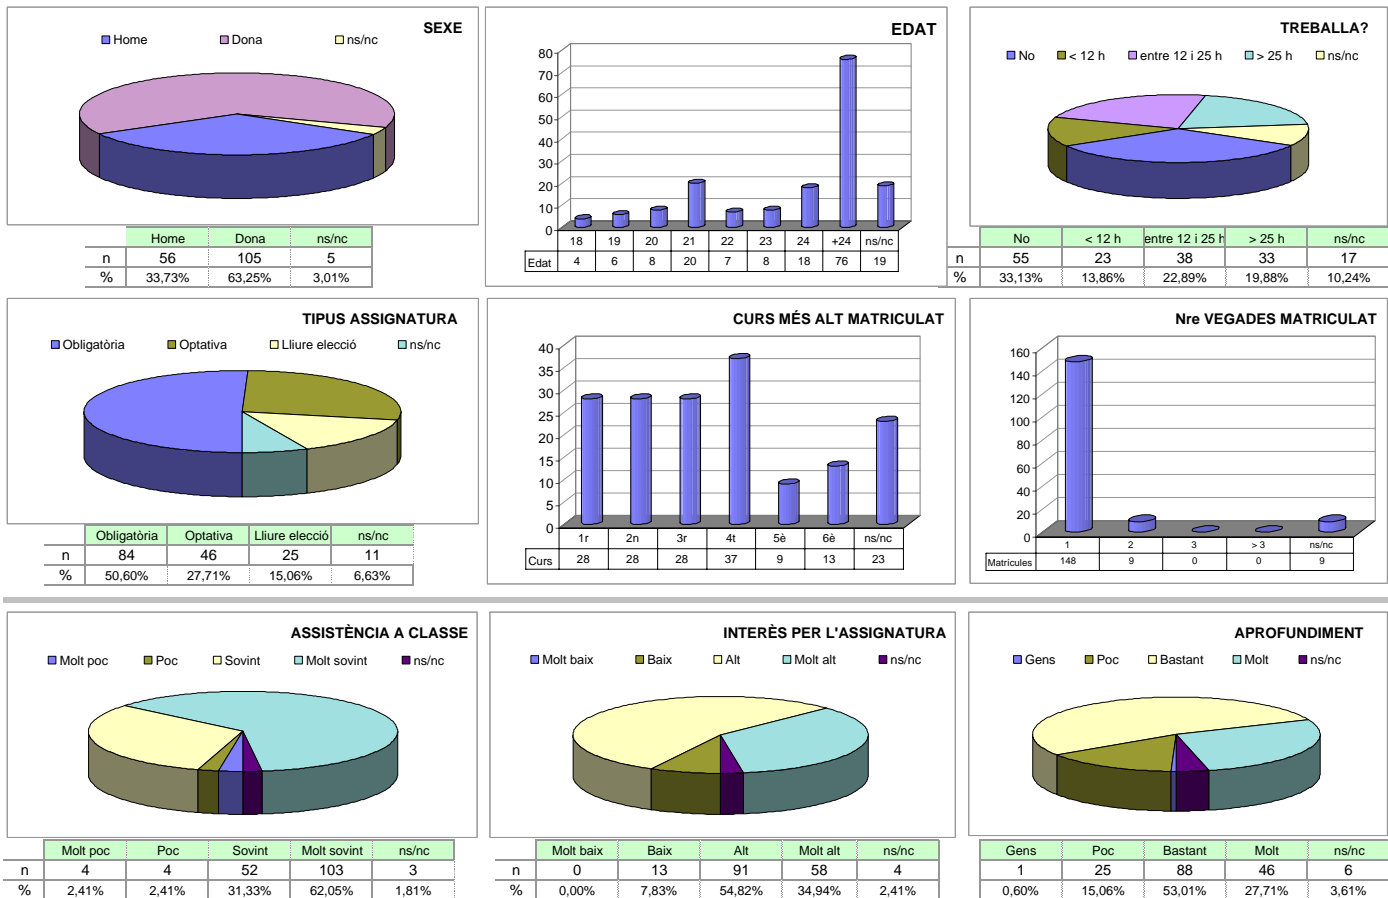 SEXE
Home Dona ns/nc
Home Dona ns/nc
n 56 105 5
% 33,73% 63,25% 3,01%
EDAT
80
70
60
50
40
30
20
10
0
18 19 20 21 22 23 24 +24 ns/nc
Edat 4 6 8 20 7 8 18 76 19
TREBALLA?
No < 12 h entre 12 i 25 h > 25 h ns/nc
No < 12 h entre 12 i 25 h > 25 h ns/nc
n 55 23 38 33 17
% 33,13% 13,86% 22,89% 19,88% 10,24%
TIPUS ASSIGNATURA
Obligatòria Optativa Lliure elecció ns/nc
Obligatòria Optativa Lliure elecció ns/nc
n 84 46 25 11
% 50,60% 27,71% 15,06% 6,63%
CURS MÉS ALT MATRICULAT
40
35
30
25
20
15
10
5
0
1r 2n 3r 4t 5è 6è ns/nc
Curs 28 28 28 37 9 13 23
Nre VEGADES MATRICULAT
160
140
120
100
80
60
40
20
0
1 2 3 > 3 ns/nc
Matrícules 148 9 0 0 9
ASSISTÈNCIA A CLASSE
Molt poc Poc Sovint Molt sovint ns/nc
Molt poc Poc Sovint Molt sovint ns/nc
n 4 4 52 103 3
% 2,41% 2,41% 31,33% 62,05% 1,81%
INTERÈS PER L'ASSIGNATURA
Molt baix Baix Alt Molt alt ns/nc
Molt baix Baix Alt Molt alt ns/nc
n 0 13 91 58 4
% 0,00% 7,83% 54,82% 34,94% 2,41%
APROFUNDIMENT
Gens Poc Bastant Molt ns/nc
Gens Poc Bastant Molt ns/nc
1 25 88 46 6
0,60% 15,06% 53,01% 27,71% 3,61%